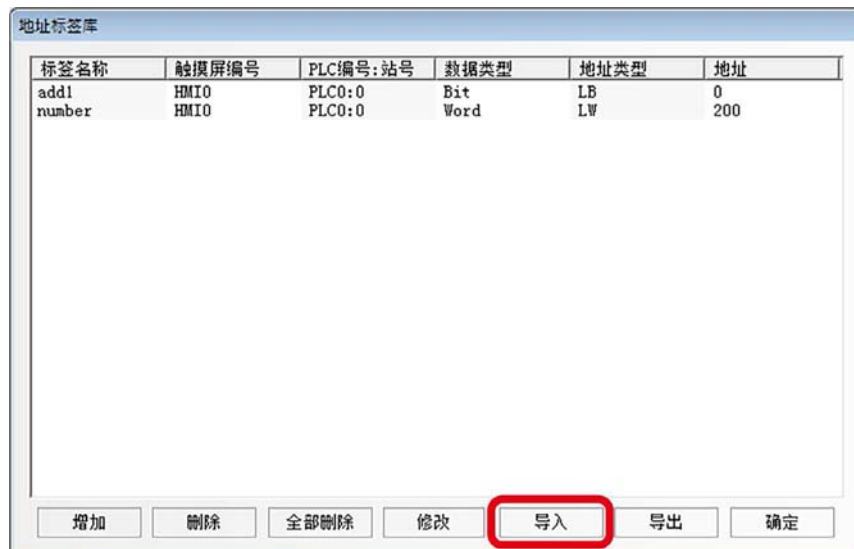 地址标签库
标签名称 触摸屏编号 PLC编号:站号 数据类型 地址类型 地址
add1 HMI0 PLC0:0 Bit LB 0
number HMI0 PLC0:0 Word LW 200
增加 删除 全部删除 修改 导入 导出 确定